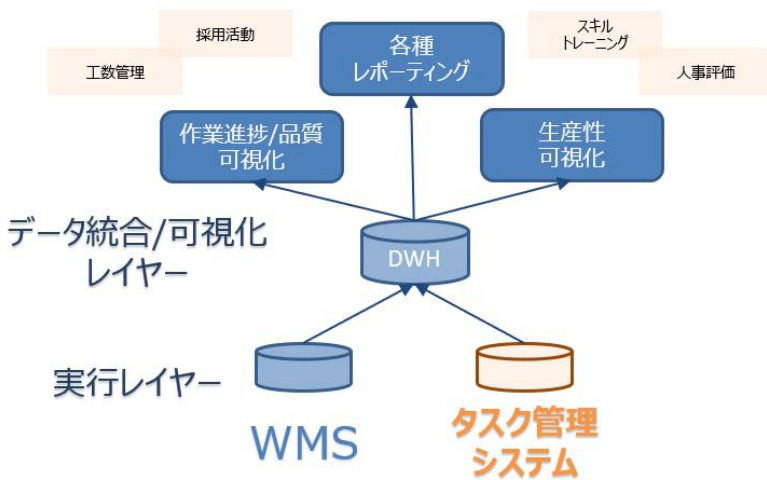 採用活動
工数管理
各種
レポーティング
スキル
トレーニング
人事評価
作業進捗/品質
可視化
生産性
可視化
データ統合/可視化
レイヤー
DWH
実行レイヤー
WMS
タスク管理
システム